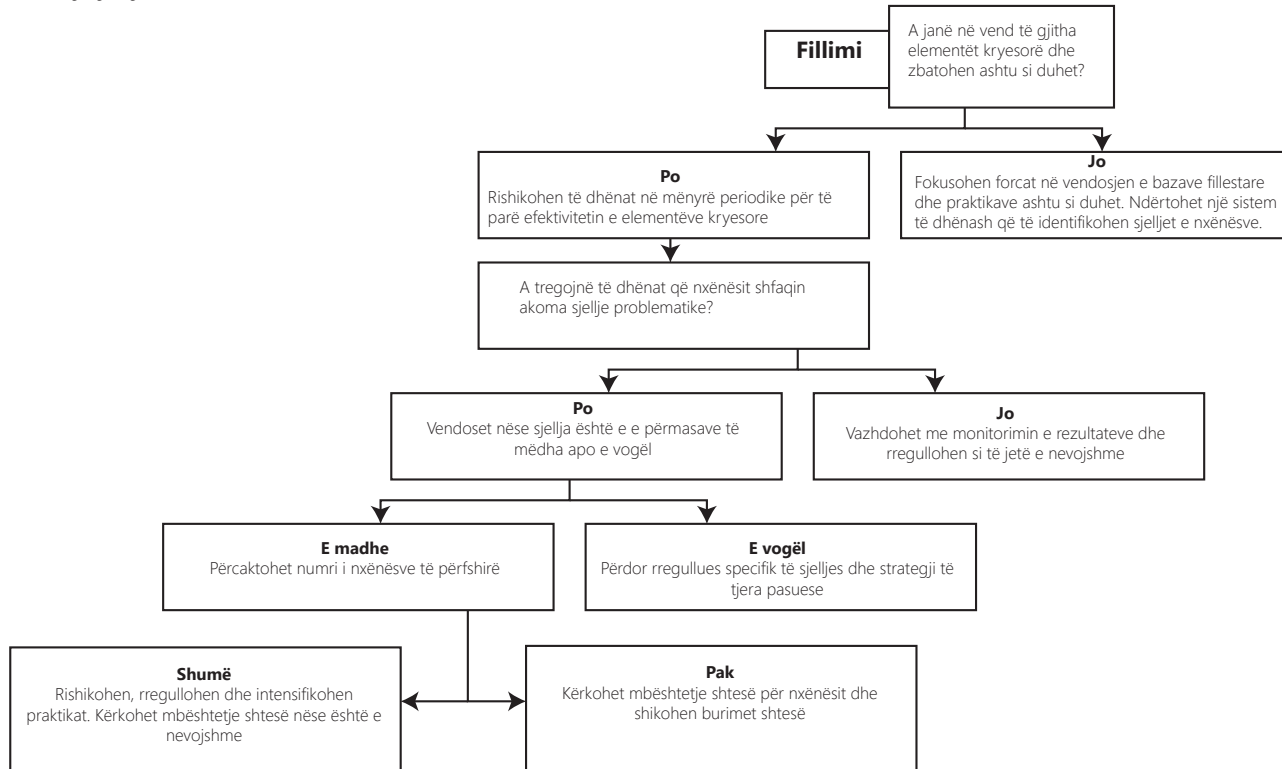 Fillimi
A janë në vend të gjitha
elementët kryesorë dhe
zbatohen ashtu si duhet?
Po
Rishikohen të dhënat në mënyrë periodike për të
parë efektivitetin e elementëve kryesore
Jo
Fokusohen forcat në vendosjen e bazave fillestare
dhe praktikave ashtu si duhet. Ndërtohet një sistem
të dhënash që të identifikohen sjelljet e nxënësve.
A tregojnë të dhënat që nxënësit shfaqin
akoma sjellje problematike?
Po
Vendoset nëse sjellja është e e përmasave të
mëdha apo e vogël
Jo
Vazhdohet me monitorimin e rezultateve dhe
rregullohen si të jetë e nevojshme
E madhe
Përcaktohet numri i nxënësve të përfshirë
E vogël
Përdor rregullues specifik të sjelljes dhe strategji të
tjera pasuese
Shumë
Rishikohen, rregullohen dhe intensifikohen
praktikat. Kërkohet mbështetje shtesë nëse është e
nevojshme
Pak
Kërkohet mbështetje shtesë për nxënësit dhe
shikohen burimet shtesë